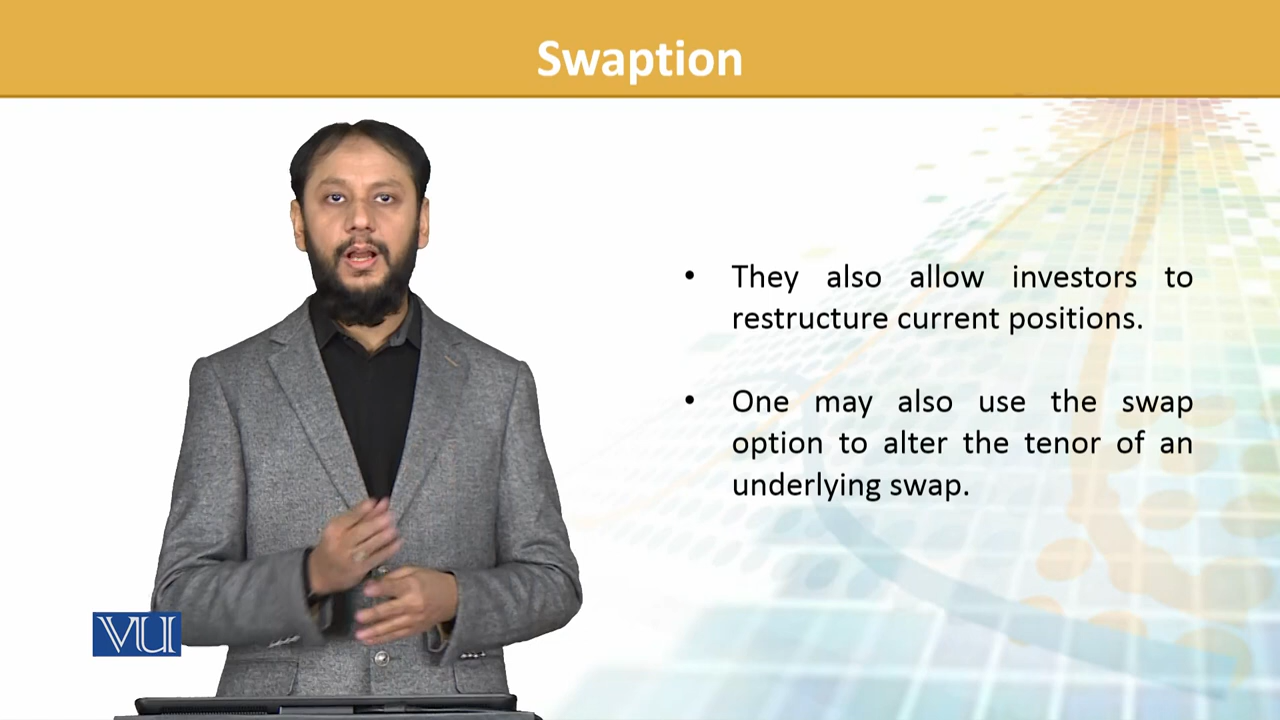 Swaption
• They also allow investors to
restructure current positions.
• One may also use the swap
option to alter the tenor of an
underlying swap.
VU